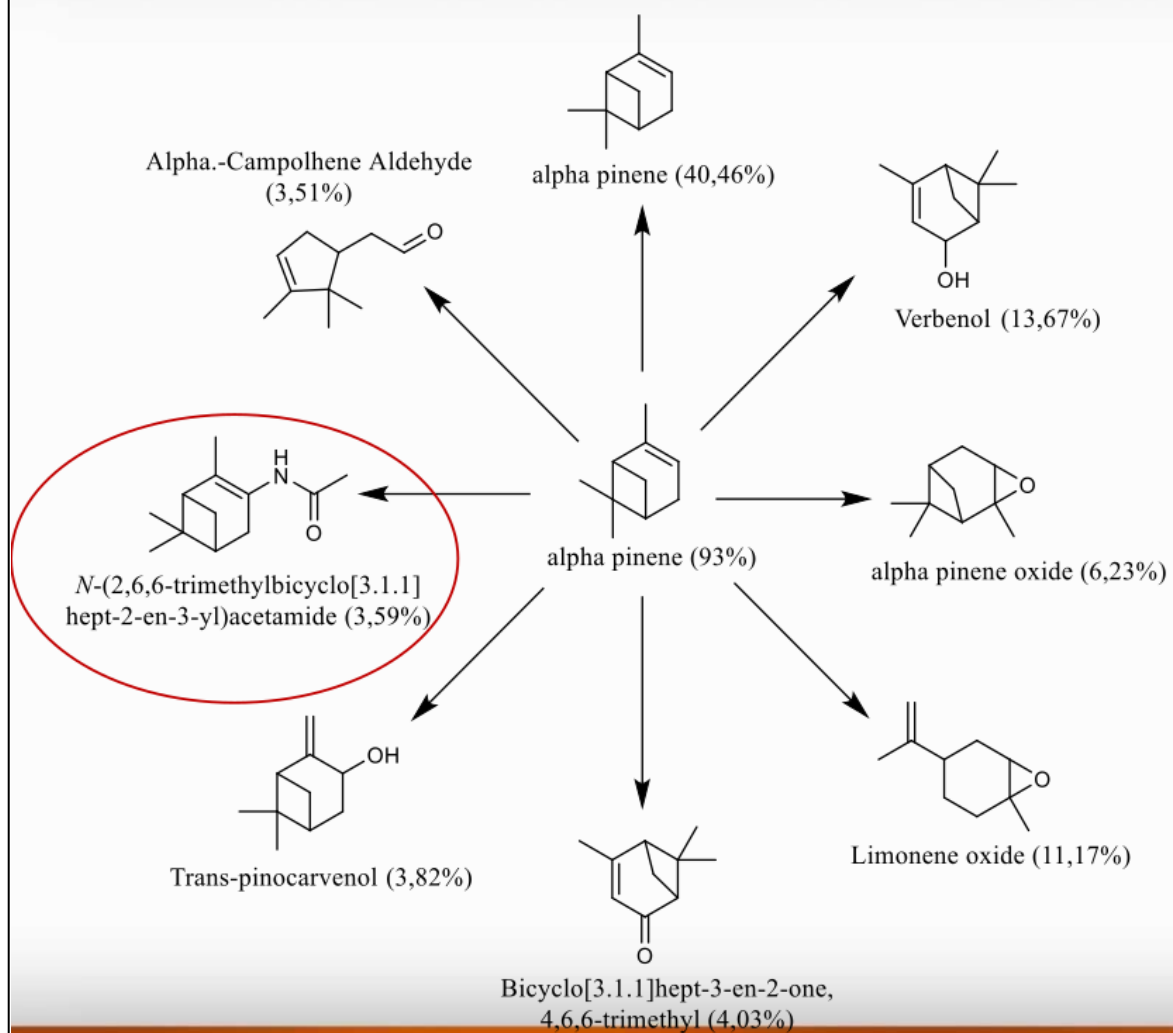 alpha pinene (40,46%)
Alpha.-Campolhene Aldehyde
(3,51%)
O
OH
Verbenol (13,67%)
H
N
O
N-(2,6,6-trimethylbicyclo[3.1.1]
hept-2-en-3-yl)acetamide (3,59%)
alpha pinene (93%)
O
alpha pinene oxide (6,23%)
OH
Trans-pinocarvenol (3,82%)
O
Bicyclo[3.1.1]hept-3-en-2-one,
4,6,6-trimethyl (4,03%)
O
Limonene oxide (11,17%)